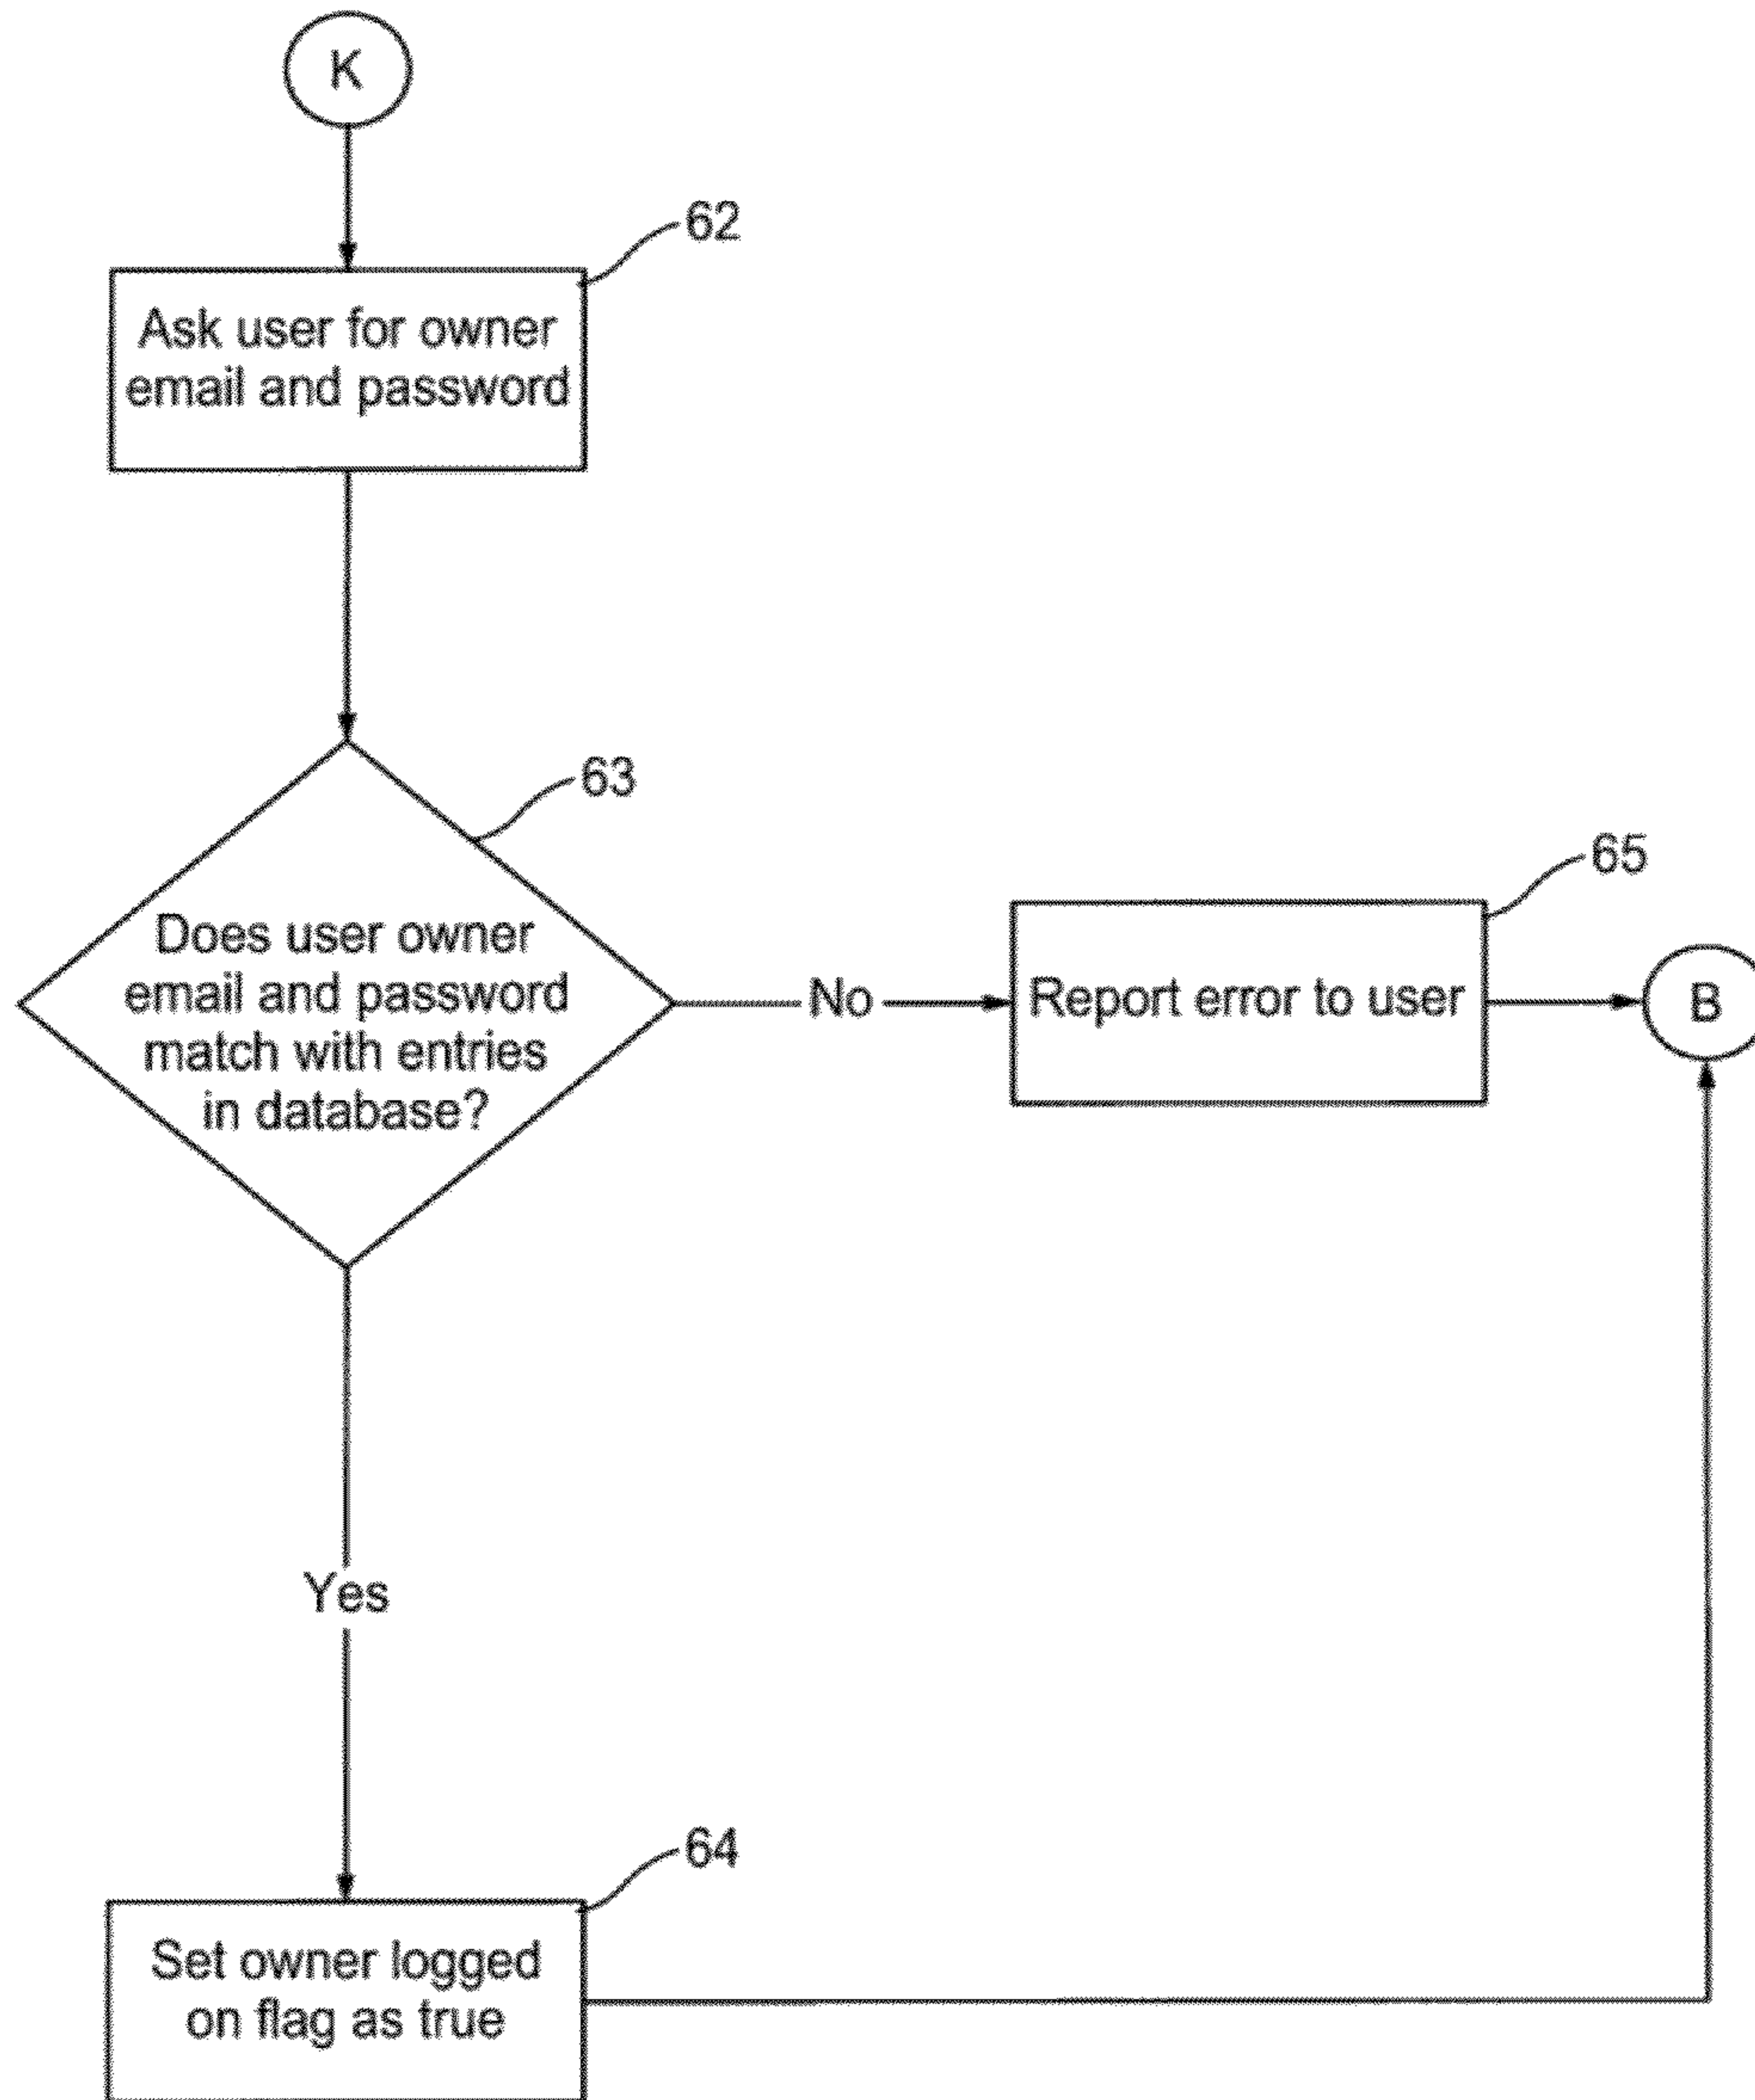 K
62
Ask user for owner
email and password
63
Does user owner
email and password
match with entries
in database?
No
65
Report error to user
B
Yes
64
Set owner logged
on flag as true